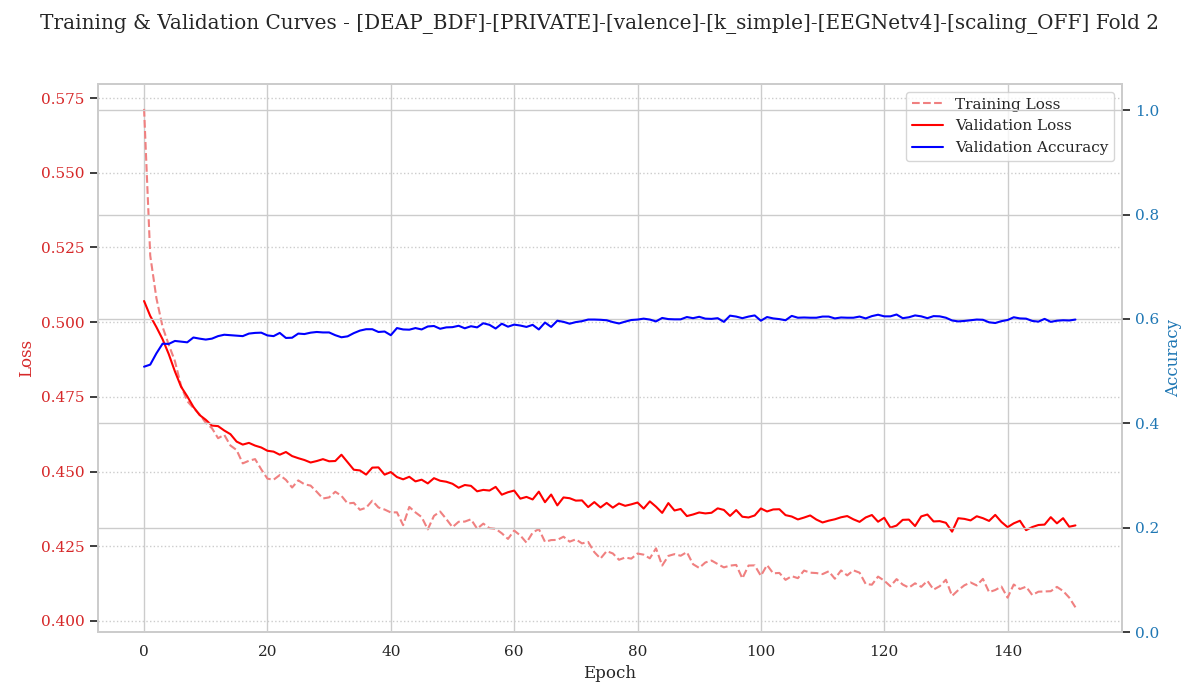 Training & Validation Curves - [DEAP_BDF]-[PRIVATE]-[valence]-[k_simple]-[EEGNetv4]-[scaling_OFF] Fold 2
Training Loss
Validation Loss
Validation Accuracy
Loss
0.575
0.550
0.525
0.500
0.475
0.450
0.425
0.400
1.0
0.8
0.6
0.4
0.2
0.0
Accuracy
0 20 40 60 80 100 120 140
Epoch